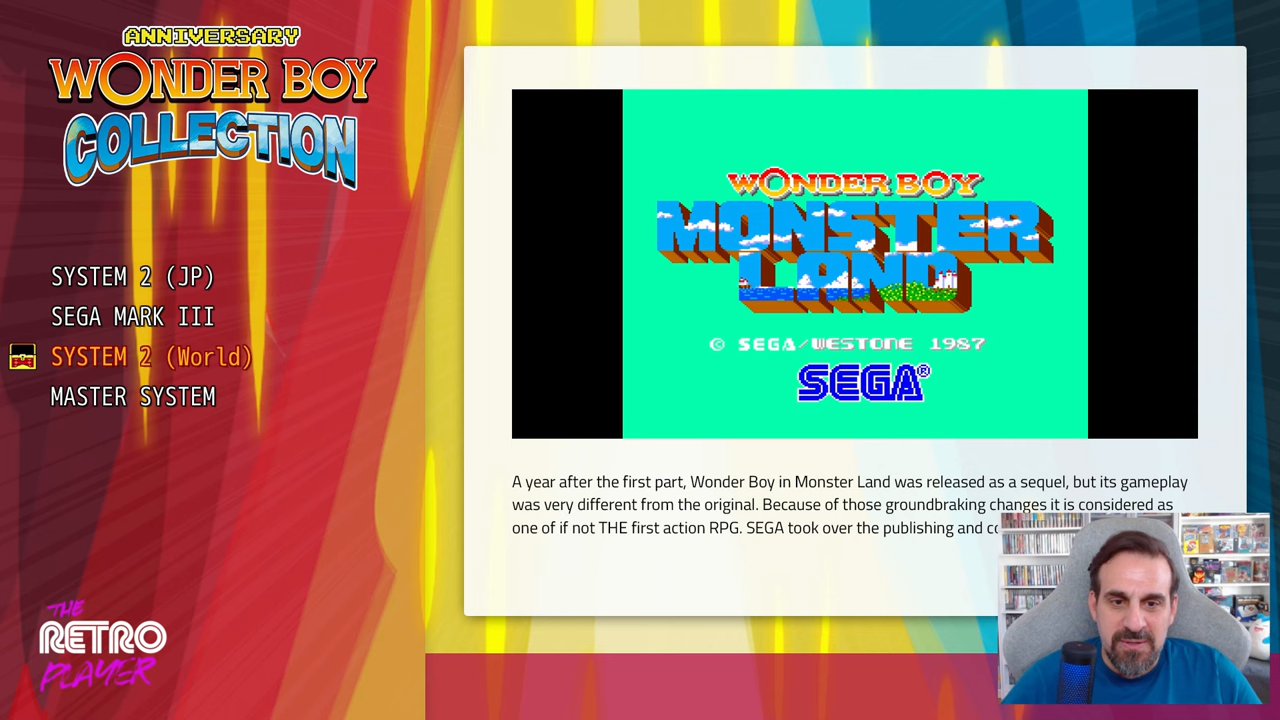 ANNIVERSARY
WONDER BOY
COLLECTION
SYSTEM 2 (JP)
SEGA MARK III
SYSTEM 2 (World)
MASTER SYSTEM
THE
RETRO
PLAYER
WONDER BOY
MONSTER
LAND
© SEGA/WESTONE 1987
SEGA®
A year after the first part, Wonder Boy in Monster Land was released as a sequel, but its gameplay
was very different from the original. Because of those groundbraking changes it is considered as
one of if not THE first action RPG. SEGA took over the publishing and